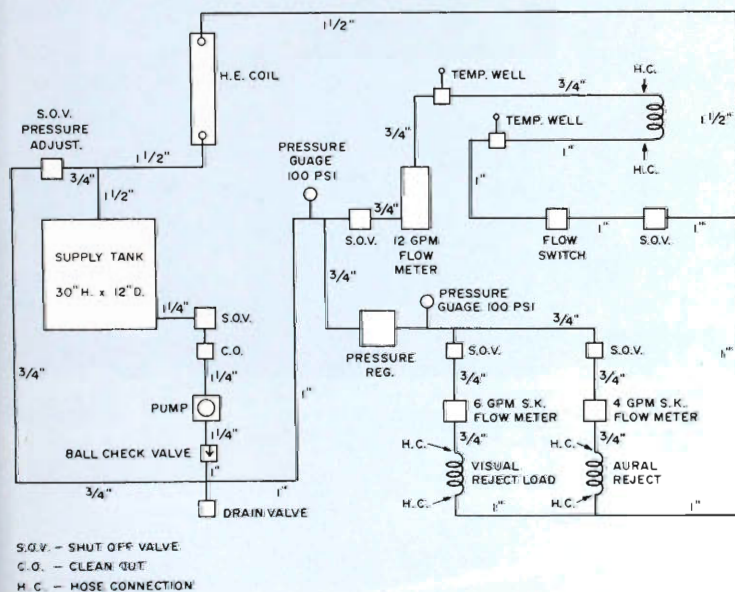 1 1/2"
H.E. COIL
S.O.V.
PRESSURE
ADJUST.
3/4"
1 1/2"
1 1/2"
SUPPLY TANK
30" H. x 12" D.
1 1/4"
S.O.V.
C.O.
1 1/4"
PUMP
1 1/4"
BALL CHECK VALVE
1"
3/4"
3/4"
1"
DRAIN VALVE
PRESSURE
GUAGE
100 PSI
1"
S.O.V.
3/4"
12 GPM
FLOW
METER
3/4"
TEMP. WELL
3/4"
H.C.
TEMP. WELL
1"
H.C.
1 1/2"
1"
FLOW
SWITCH
1"
S.O.V.
1"
3/4"
PRESSURE
REG.
PRESSURE
GUAGE 100 PSI
3/4"
S.O.V.
S.O.V.
3/4"
3/4"
6 GPM S.K.
FLOW METER
4 GPM S.K.
FLOW METER
3/4"
3/4"
H.C.
VISUAL
REJECT LOAD
H.C.
H.C.
AURAL
REJECT
H.C.
1"
1"
S.O.V. - SHUT OFF VALVE
C.O. - CLEAN OUT
H.C. - HOSE CONNECTION